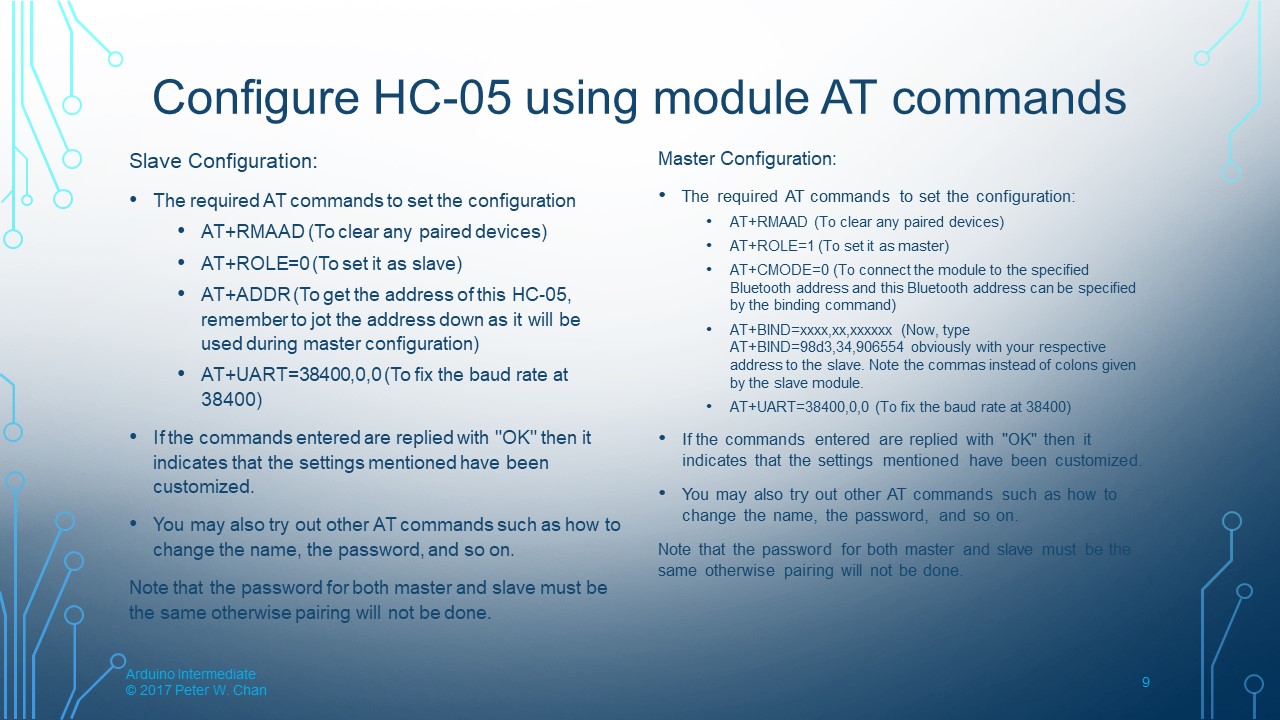 Configure HC-05 using module AT commands
Slave Configuration:
• The required AT commands to set the configuration
• AT+RMAAD (To clear any paired devices)
• AT+ROLE=0 (To set it as slave)
• AT+ADDR (To get the address of this HC-05,
remember to jot the address down as it will be
used during master configuration)
• AT+UART=38400,0,0 (To fix the baud rate at
38400)
• If the commands entered are replied with "OK" then it
indicates that the settings mentioned have been
customized.
• You may also try out other AT commands such as how to
change the name, the password, and so on.
Note that the password for both master and slave must be
the same otherwise pairing will not be done.
Master Configuration:
• The required AT commands to set the configuration:
• AT+RMAAD (To clear any paired devices)
• AT+ROLE=1 (To set it as master)
• AT+CMODE=0 (To connect the module to the specified
Bluetooth address and this Bluetooth address can be specified
by the binding command)
• AT+BIND=xxxx,xx,xxxxxx (Now, type
AT+BIND=98d3,34,906554 obviously with your respective
address to the slave. Note the commas instead of colons given
by the slave module.
• AT+UART=38400,0,0 (To fix the baud rate at 38400)
• If the commands entered are replied with "OK" then it
indicates that the settings mentioned have been customized.
• You may also try out other AT commands such as how to
change the name, the password, and so on.
Note that the password for both master and slave must be the
same otherwise pairing will not be done.
Arduino Intermediate
© 2017 Peter W. Chan
9